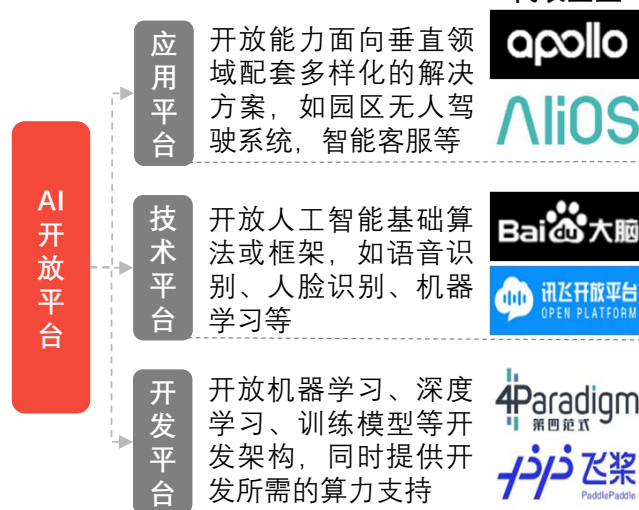 AI
开
放
平
台
应
用
平
台
开放能力面向垂直领
域配套多样化的解决
方案，如园区无人驾
驶系统，智能客服等
apollo
AliOS
技
术
平
台
开放人工智能基础算
法或框架，如语音识
别、人脸识别、机器
学习等
Bai du 大脑
讯飞开放平台
OPEN PLATFORM
开
发
平
台
开放机器学习、深度
学习、训练模型等开
发架构，同时提供开
发所需的算力支持
4Paradigm
第四范式
飞桨
PaddlePaddle